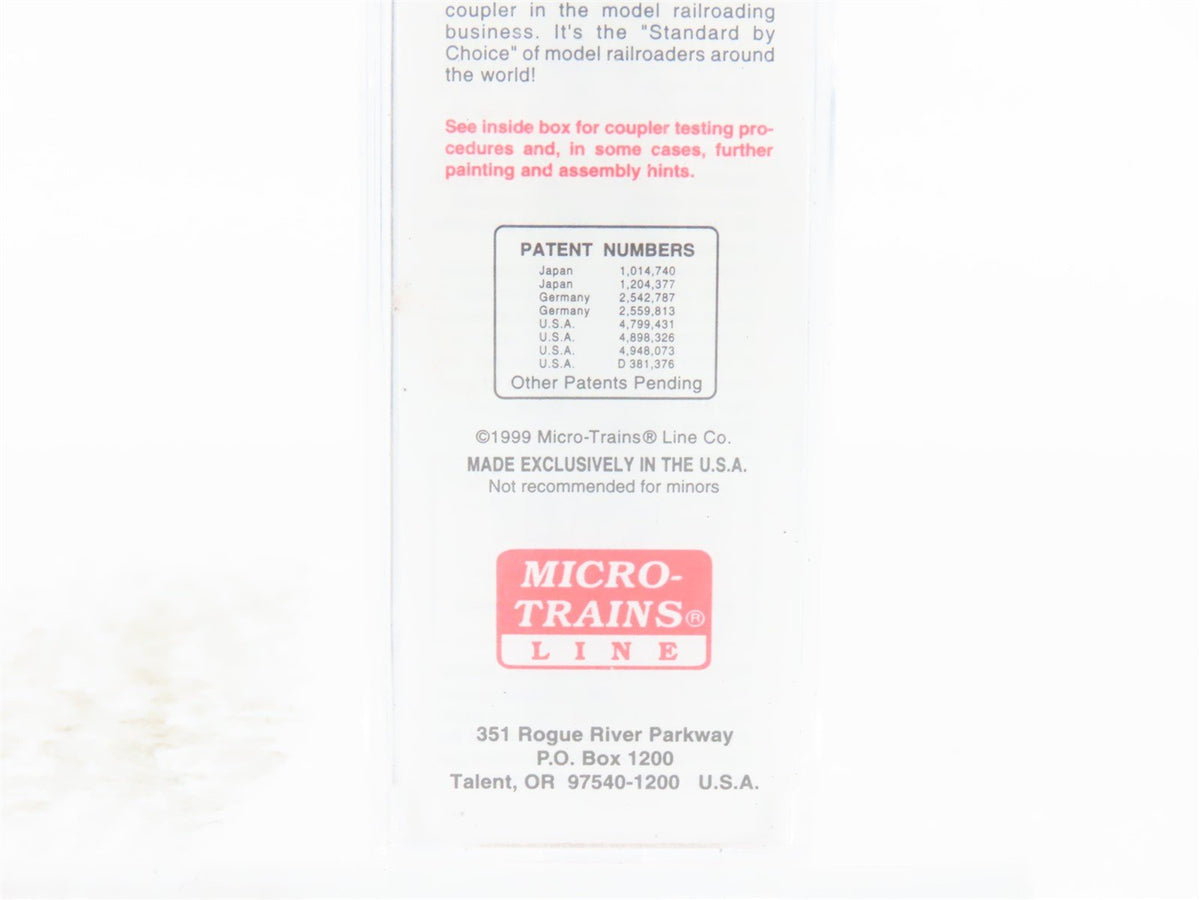 coupler in the model railroading
business. It's the "Standard by
Choice" of model railroaders around
the world!
See inside box for coupler testing pro-
cedures and, in some cases, further
painting and assembly hints.
PATENT NUMBERS
Japan 1,014,740
Japan 1,204,377
Germany 2,542,787
Germany 2,559,813
U.S.A. 4,799,431
U.S.A. 4,898,326
U.S.A. 4,948,073
U.S.A. D 381,376
Other Patents Pending
©1999 Micro-Trains® Line Co.
MADE EXCLUSIVELY IN THE U.S.A.
Not recommended for minors
MICRO-
TRAINS®
LINE
351 Rogue River Parkway
P.O. Box 1200
Talent, OR 97540-1200 U.S.A.